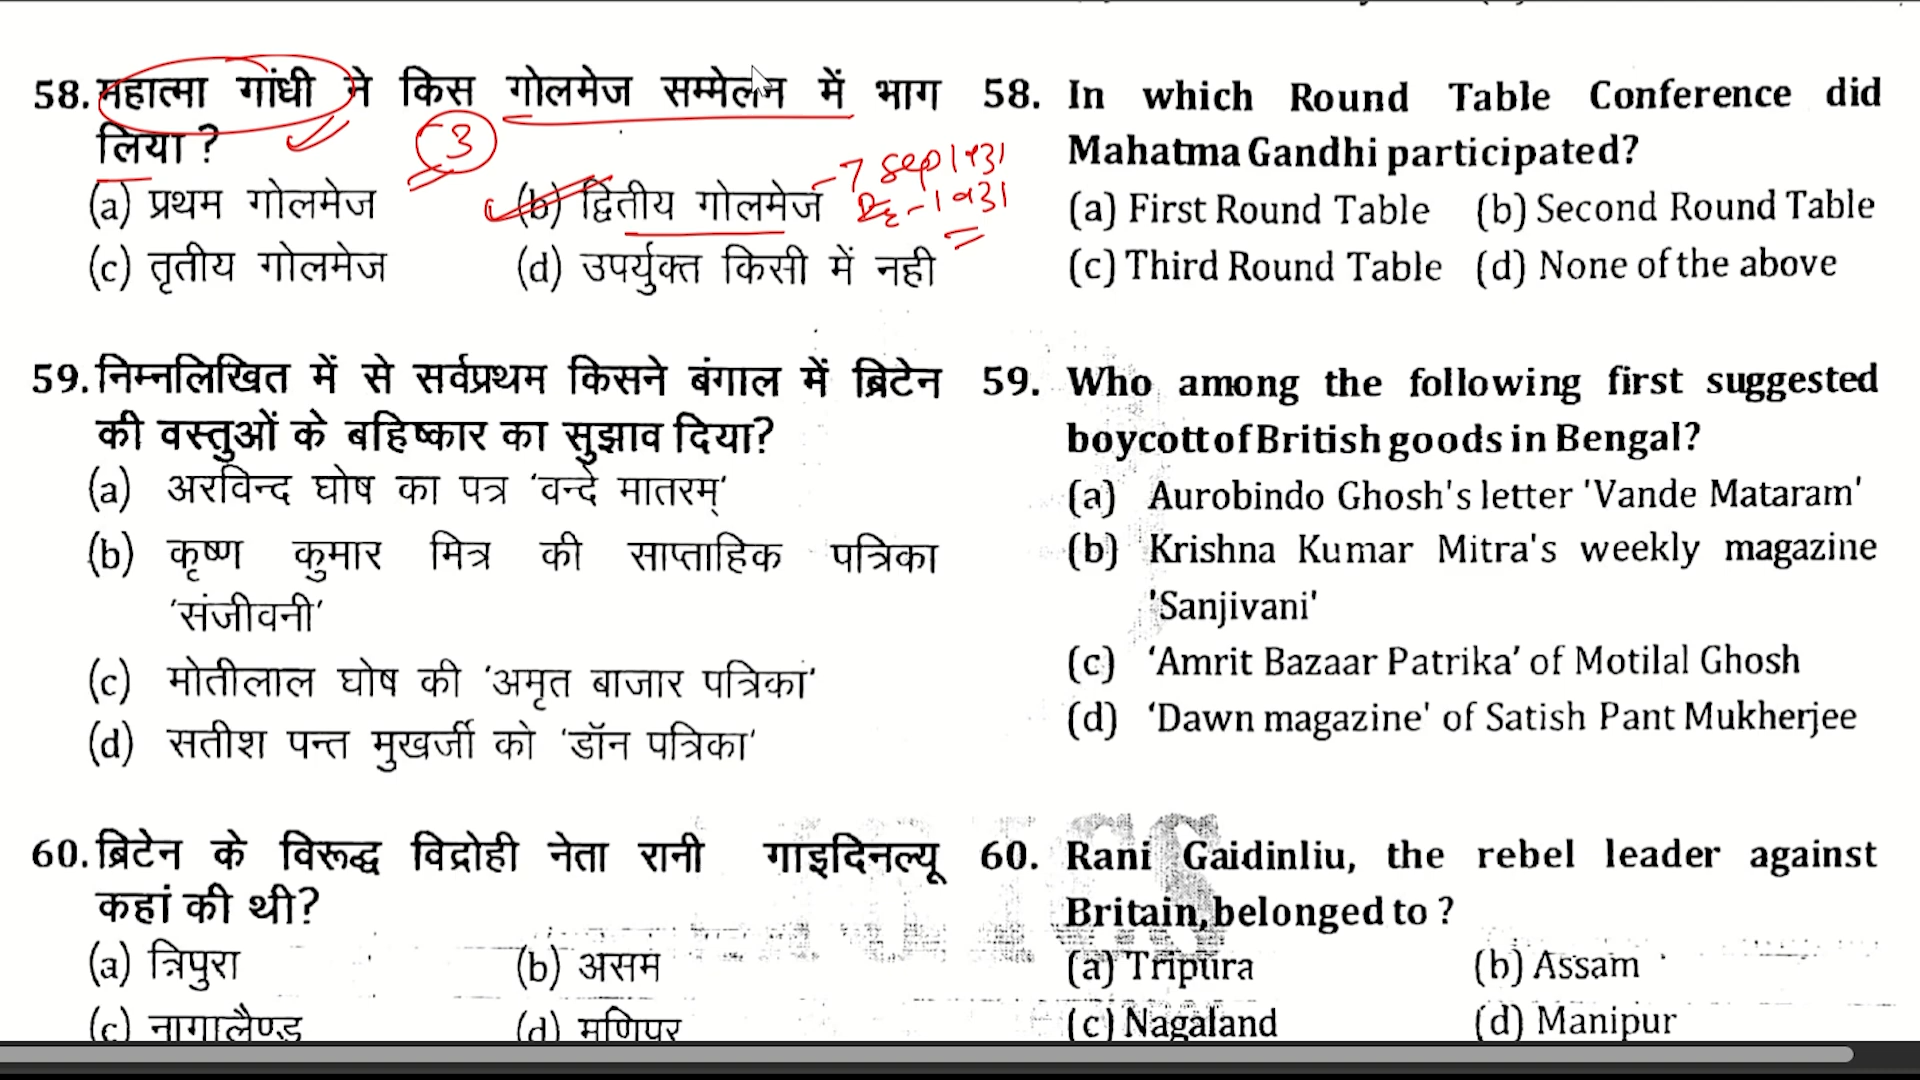 58. महात्मा गांधी ने किस गोलमेज सम्मेलन में भाग
लिया ?
3
(a) प्रथम गोलमेज (b) द्वितीय गोलमेज
- 7 Sep 1931
- 1931
(c) तृतीय गोलमेज (d) उपर्युक्त किसी में नही
59. निम्नलिखित में से सर्वप्रथम किसने बंगाल में ब्रिटेन
की वस्तुओं के बहिष्कार का सुझाव दिया?
(a) अरविन्द घोष का पत्र 'वन्दे मातरम्'
(b) कृष्ण कुमार मित्र की साप्ताहिक पत्रिका
'संजीवनी'
(c) मोतीलाल घोष की 'अमृत बाजार पत्रिका'
(d) सतीश पन्त मुखर्जी को 'डॉन पत्रिका'
60. ब्रिटेन के विरूद्ध विद्रोही नेता रानी गाइदिनल्यू
कहां की थी?
(a) त्रिपुरा (b) असम
(c) नागालैण्ड (d) मणिपुर
58. In which Round Table Conference did
Mahatma Gandhi participated?
(a) First Round Table (b) Second Round Table
(c) Third Round Table (d) None of the above
59. Who among the following first suggested
boycott of British goods in Bengal?
(a) Aurobindo Ghosh's letter 'Vande Mataram'
(b) Krishna Kumar Mitra's weekly magazine
'Sanjivani'
(c) 'Amrit Bazaar Patrika' of Motilal Ghosh
(d) 'Dawn magazine' of Satish Pant Mukherjee
60. Rani Gaidinliu, the rebel leader against
Britain, belonged to ?
(a) Tripura (b) Assam
(c) Nagaland (d) Manipur